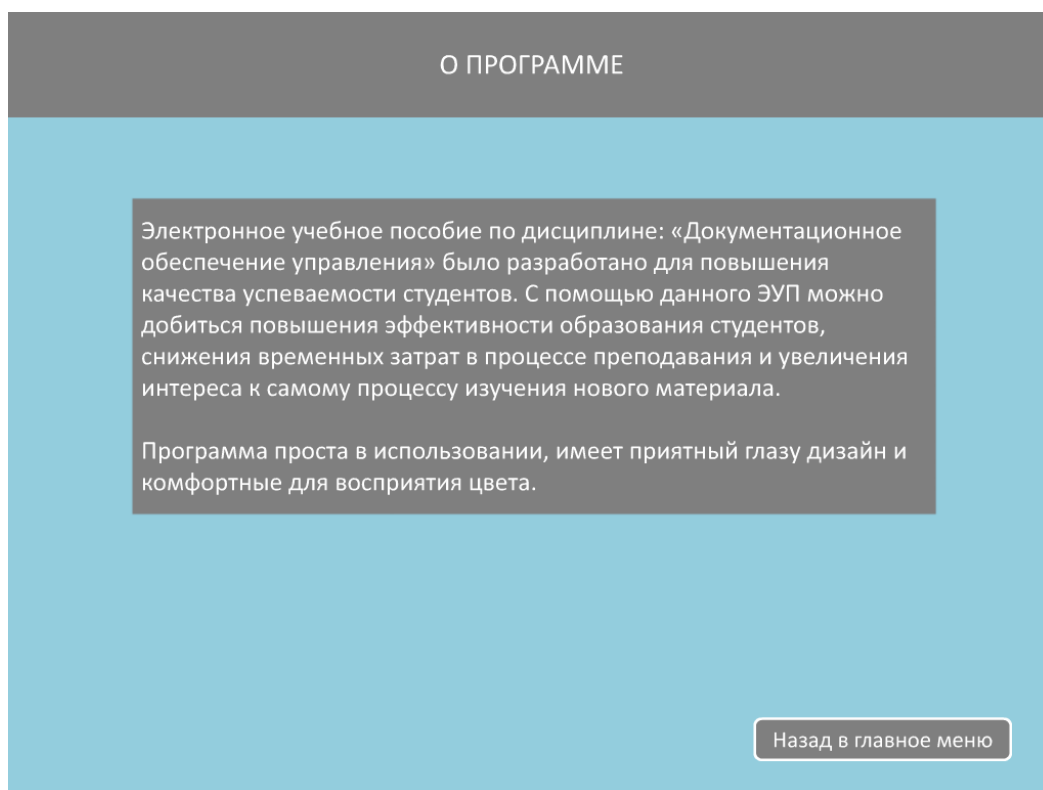 О ПРОГРАММЕ
Электронное учебное пособие по дисциплине: «Документационное
обеспечение управления» было разработано для повышения
качества успеваемости студентов. С помощью данного ЭУП можно
добиться повышения эффективности образования студентов,
снижения временных затрат в процессе преподавания и увеличения
интереса к самому процессу изучения нового материала.
Программа проста в использовании, имеет приятный глазу дизайн и
комфортные для восприятия цвета.
Назад в главное меню